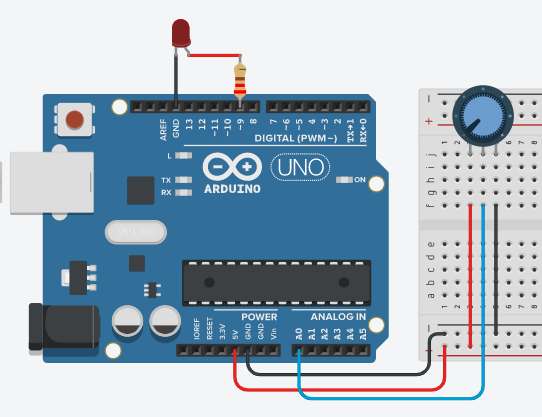 AREF
GND
13
12
~11
~10
~9
8
7
~6
~5
4
~3
2
TX→1
RX←0
DIGITAL (PWM~)
L
TX
RX
ARDUINO
UNO
ON
POWER
ANALOG IN
IOREF
RESET
3.3V
5V
GND
GND
Vin
A0
A1
A2
A3
A4
A5
j
i
h
g
f
e
d
c
b
a